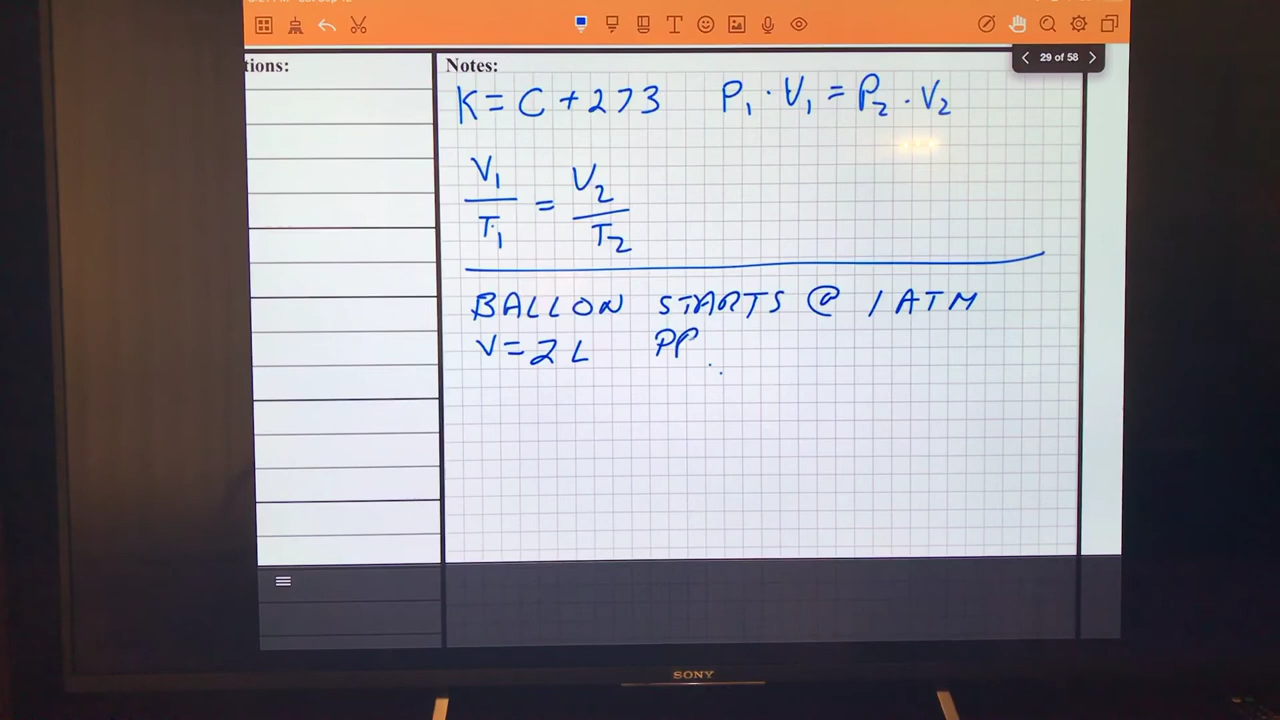 tions:
Notes:
29 of 58
K = C + 273 P₁ · V₁ = P₂ · V₂
V₁ / T₁ = V₂ / T₂
BALLON STARTS @ 1 ATM
V = 2 L PP
SONY